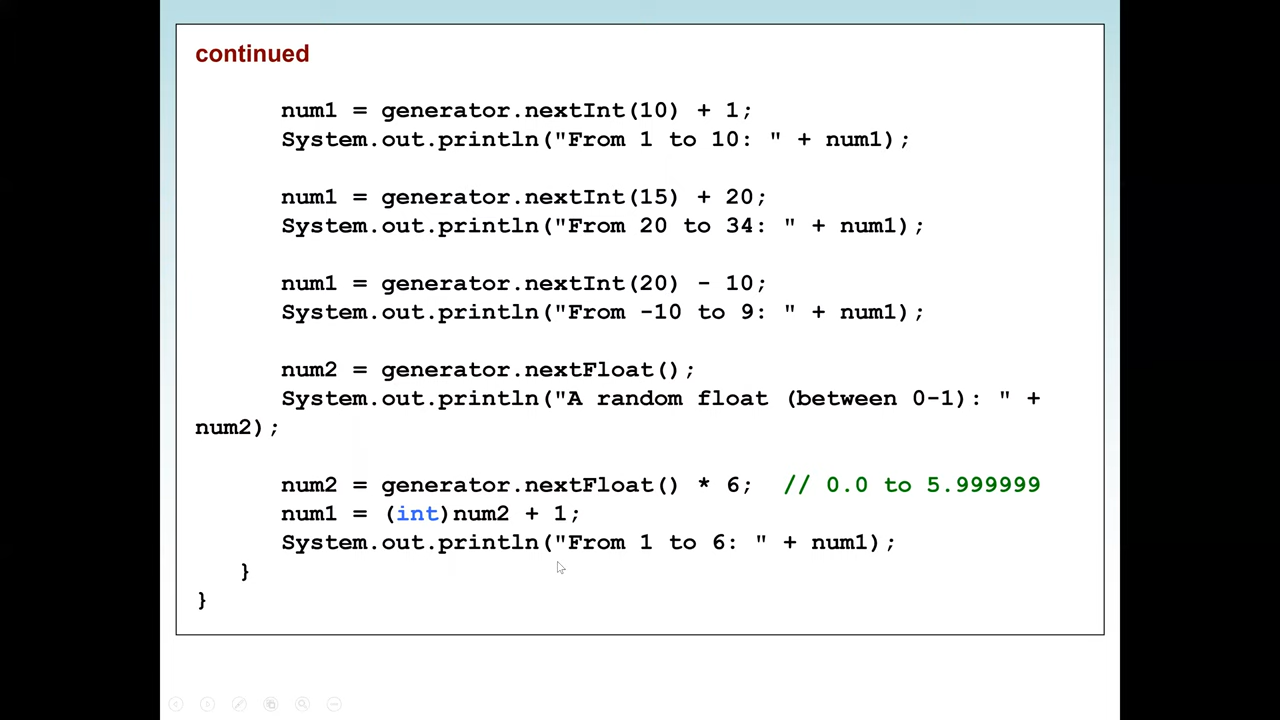 continued
num1 = generator.nextInt(10) + 1;
System.out.println("From 1 to 10: " + num1);
num1 = generator.nextInt(15) + 20;
System.out.println("From 20 to 34: " + num1);
num1 = generator.nextInt(20) - 10;
System.out.println("From -10 to 9: " + num1);
num2 = generator.nextFloat();
System.out.println("A random float (between 0-1): " +
num2);
num2 = generator.nextFloat() * 6;  // 0.0 to 5.999999
num1 = (int)num2 + 1;
System.out.println("From 1 to 6: " + num1);
}
}